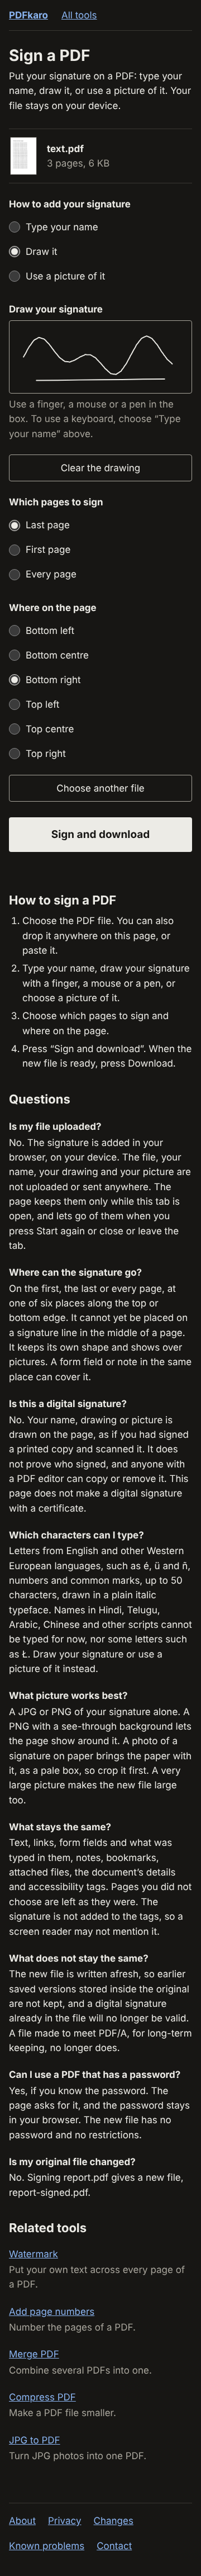 PDFkaro All tools
Sign a PDF
Put your signature on a PDF: type your
name, draw it, or use a picture of it. Your
file stays on your device.
text.pdf
3 pages, 6 KB
How to add your signature
Type your name
Draw it
Use a picture of it
Draw your signature
Use a finger, a mouse or a pen in the
box. To use a keyboard, choose “Type
your name” above.
Clear the drawing
Which pages to sign
Last page
First page
Every page
Where on the page
Bottom left
Bottom centre
Bottom right
Top left
Top centre
Top right
Choose another file
Sign and download
How to sign a PDF
1. Choose the PDF file. You can also
drop it anywhere on this page, or
paste it.
2. Type your name, draw your signature
with a finger, a mouse or a pen, or
choose a picture of it.
3. Choose which pages to sign and
where on the page.
4. Press “Sign and download”. When the
new file is ready, press Download.
Questions
Is my file uploaded?
No. The signature is added in your
browser, on your device. The file, your
name, your drawing and your picture are
not uploaded or sent anywhere. The
page keeps them only while this tab is
open, and lets go of them when you
press Start again or close or leave the
tab.
Where can the signature go?
On the first, the last or every page, at
one of six places along the top or
bottom edge. It cannot yet be placed on
a signature line in the middle of a page.
It keeps its own shape and shows over
pictures. A form field or note in the same
place can cover it.
Is this a digital signature?
No. Your name, drawing or picture is
drawn on the page, as if you had signed
a printed copy and scanned it. It does
not prove who signed, and anyone with
a PDF editor can copy or remove it. This
page does not make a digital signature
with a certificate.
Which characters can I type?
Letters from English and other Western
European languages, such as é, ü and ñ,
numbers and common marks, up to 50
characters, drawn in a plain italic
typeface. Names in Hindi, Telugu,
Arabic, Chinese and other scripts cannot
be typed for now, nor some letters such
as Ł. Draw your signature or use a
picture of it instead.
What picture works best?
A JPG or PNG of your signature alone. A
PNG with a see-through background lets
the page show around it. A photo of a
signature on paper brings the paper with
it, as a pale box, so crop it first. A very
large picture makes the new file large
too.
What stays the same?
Text, links, form fields and what was
typed in them, notes, bookmarks,
attached files, the document’s details
and accessibility tags. Pages you did not
choose are left as they were. The
signature is not added to the tags, so a
screen reader may not mention it.
What does not stay the same?
The new file is written afresh, so earlier
saved versions stored inside the original
are not kept, and a digital signature
already in the file will no longer be valid.
A file made to meet PDF/A, for long-term
keeping, no longer does.
Can I use a PDF that has a password?
Yes, if you know the password. The
page asks for it, and the password stays
in your browser. The new file has no
password and no restrictions.
Is my original file changed?
No. Signing report.pdf gives a new file,
report-signed.pdf.
Related tools
Watermark
Put your own text across every page of
a PDF.
Add page numbers
Number the pages of a PDF.
Merge PDF
Combine several PDFs into one.
Compress PDF
Make a PDF file smaller.
JPG to PDF
Turn JPG photos into one PDF.
About Privacy Changes
Known problems Contact